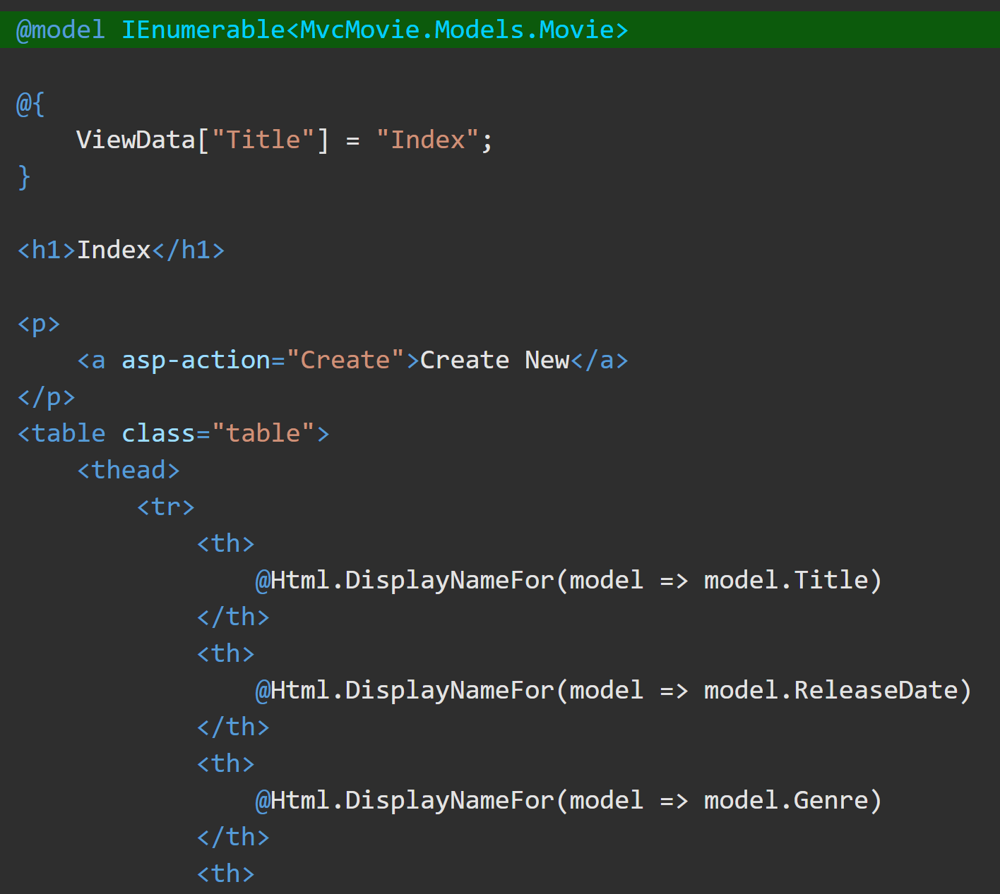 @model IEnumerable<MvcMovie.Models.Movie>

@{
    ViewData["Title"] = "Index";
}

<h1>Index</h1>

<p>
    <a asp-action="Create">Create New</a>
</p>
<table class="table">
    <thead>
        <tr>
            <th>
                @Html.DisplayNameFor(model => model.Title)
            </th>
            <th>
                @Html.DisplayNameFor(model => model.ReleaseDate)
            </th>
            <th>
                @Html.DisplayNameFor(model => model.Genre)
            </th>
            <th>